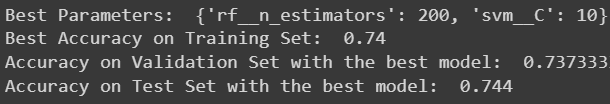 Best Parameters:  {'rf__n_estimators': 200, 'svm__C': 10}
Best Accuracy on Training Set:  0.74
Accuracy on Validation Set with the best model:  0.737333
Accuracy on Test Set with the best model:  0.744